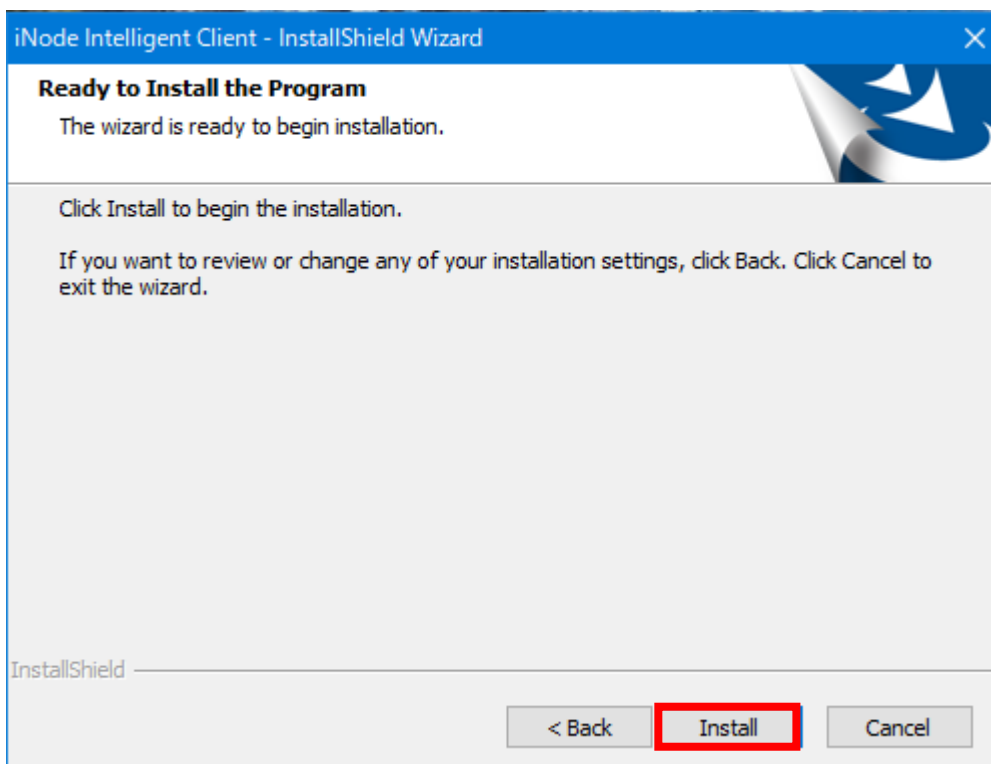 iNode Intelligent Client - InstallShield Wizard
Ready to Install the Program
The wizard is ready to begin installation.
Click Install to begin the installation.
If you want to review or change any of your installation settings, click Back. Click Cancel to
exit the wizard.
InstallShield
< Back Install Cancel